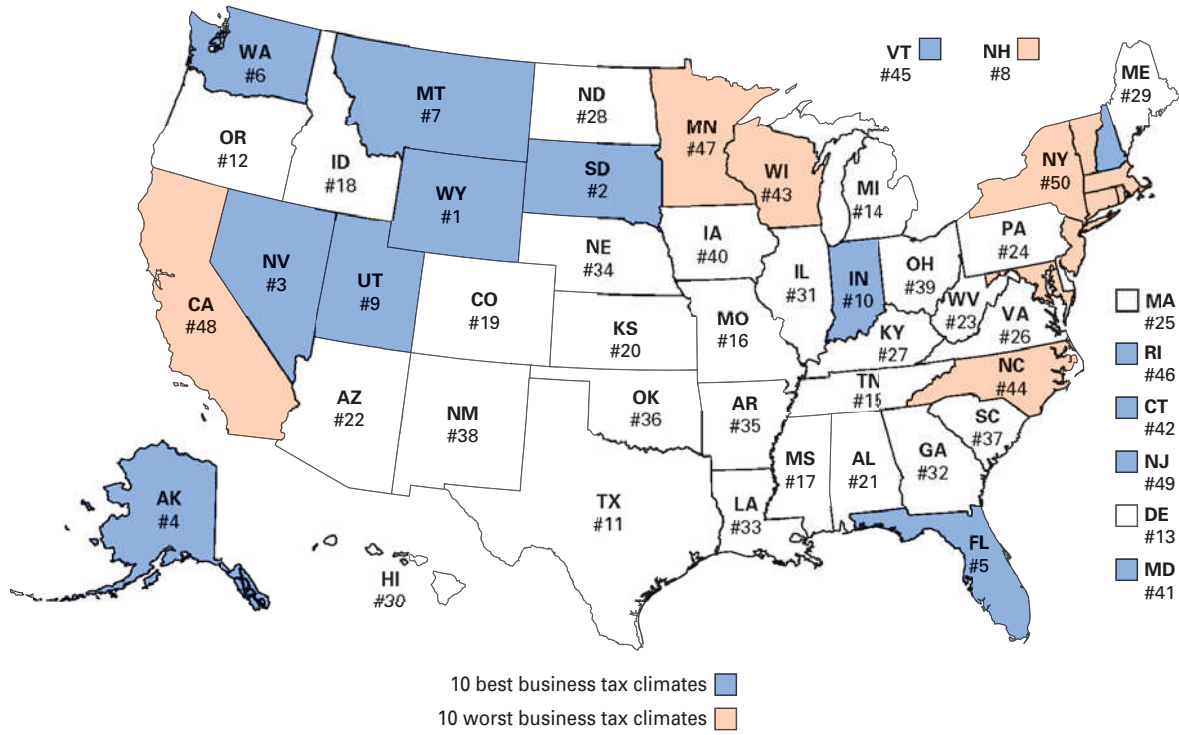 WA
#6
MT
#7
ND
#28
MN
#47
VT
#45
NH
#8
ME
#29
OR
#12
ID
#18
WY
#1
SD
#2
WI
#43
MI
#14
NY
#50
NV
#3
UT
#9
CA
#48
CO
#19
NE
#34
IA
#40
IL
#31
IN
#10
OH
#39
PA
#24
WV
#23
VA
#26
KS
#20
MO
#16
KY
#27
NC
#44
TN
#15
AZ
#22
NM
#38
OK
#36
AR
#35
SC
#37
MS
#17
AL
#21
GA
#32
TX
#11
LA
#33
FL
#5
AK
#4
HI
#30
MA
#25
RI
#46
CT
#42
NJ
#49
DE
#13
MD
#41
10 best business tax climates
10 worst business tax climates